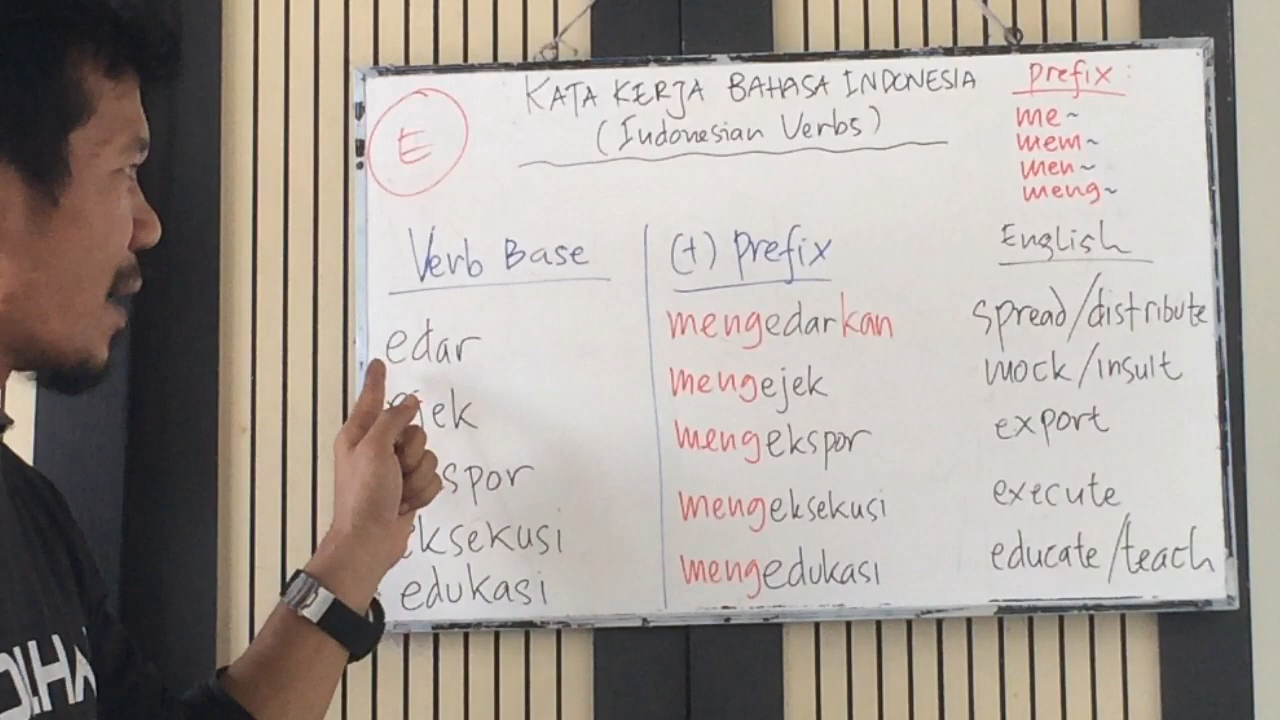 E
KATA KERJA BAHASA INDONESIA
(Indonesian Verbs)
prefix:
me~
mem~
men~
meng~
Verb Base
(+) prefix
English
edar mengedarkan spread/distribute
ejek mengejek mock/insult
spor mengekspor export
eksekusi mengeksekusi execute
edukasi mengedukasi educate/teach